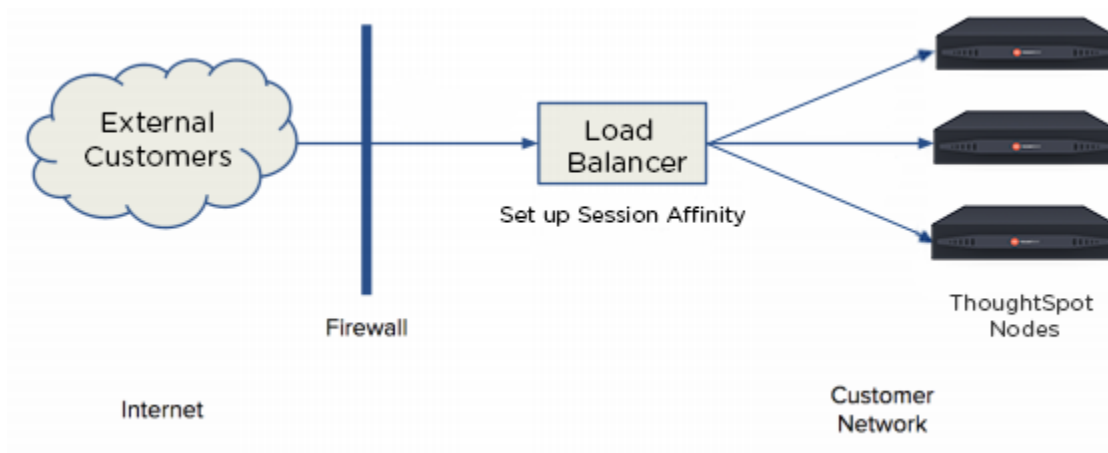 External
Customers
Load
Balancer
Set up Session Affinity
Firewall
ThoughtSpot
Nodes
Internet
Customer
Network